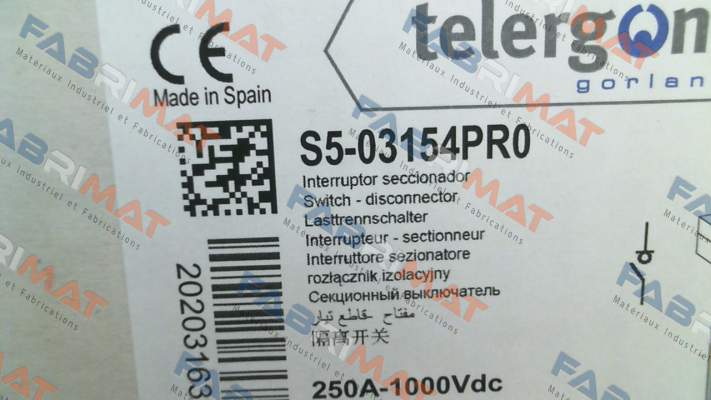 telergon
gorlan
CE
Made in Spain
S5-03154PR0
Interruptor seccionador
Switch - disconnector
Lasttrennschalter
Interrupteur - sectionneur
Interruttore sezionatore
rozłącznik izolacyjny
Секционный выключатель
مفتاح -قاطع تيار
隔离开关
250A-1000Vdc
20203163
FABRIMAT
Materiaux Industriel et Fabrications